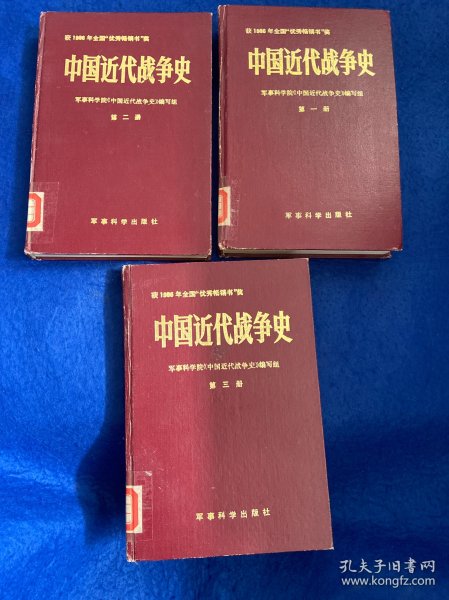 获1986年全国“优秀畅销书”奖
中国近代战争史
军事科学院《中国近代战争史》编写组
第二册
军事科学出版社
获1986年全国“优秀畅销书”奖
中国近代战争史
军事科学院《中国近代战争史》编写组
第一册
军事科学出版社
获1986年全国“优秀畅销书”奖
中国近代战争史
军事科学院《中国近代战争史》编写组
第三册
军事科学出版社
孔夫子旧书网
www.kongfz.com